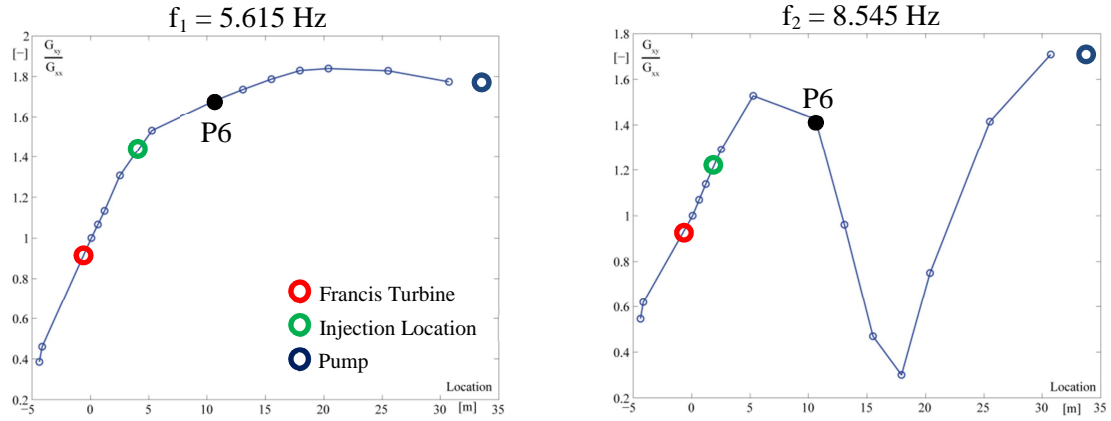 f₁ = 5.615 Hz
2
[−]
Gxy
Gxx
1.8
1.6
1.4
1.2
1
0.8
0.6
0.4
0.2
P6
Francis Turbine
Injection Location
Pump
Location
[m]
−5 0 5 10 15 20 25 30 35
f₂ = 8.545 Hz
1.8
[−]
Gxy
Gxx
1.6
1.4
1.2
1
0.8
0.6
0.4
0.2
P6
Location
[m]
−5 0 5 10 15 20 25 30 35